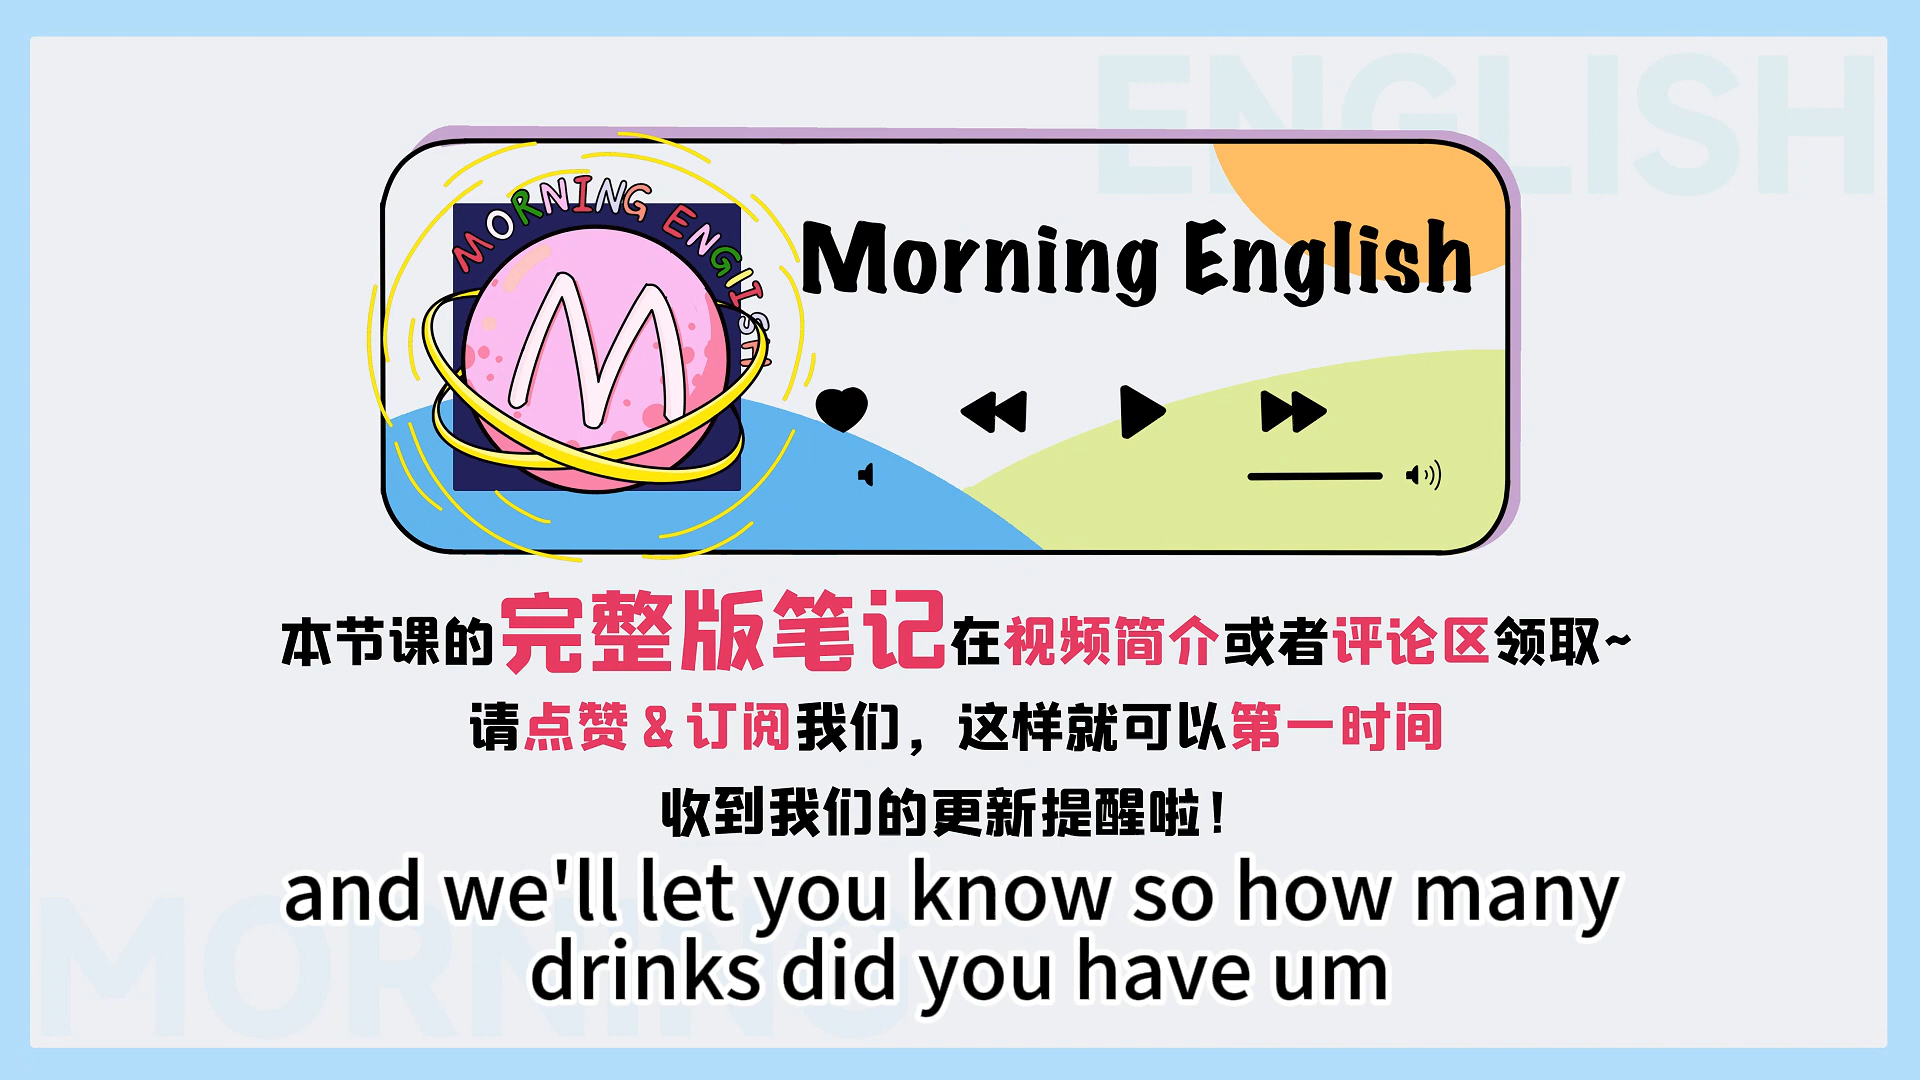 ENGLISH
MORNING ENGLISH
M
Morning English
本节课的完整版笔记在视频简介或者评论区领取~
请点赞&订阅我们，这样就可以第一时间
收到我们的更新提醒啦！
MORNING
and we'll let you know so how many
drinks did you have um